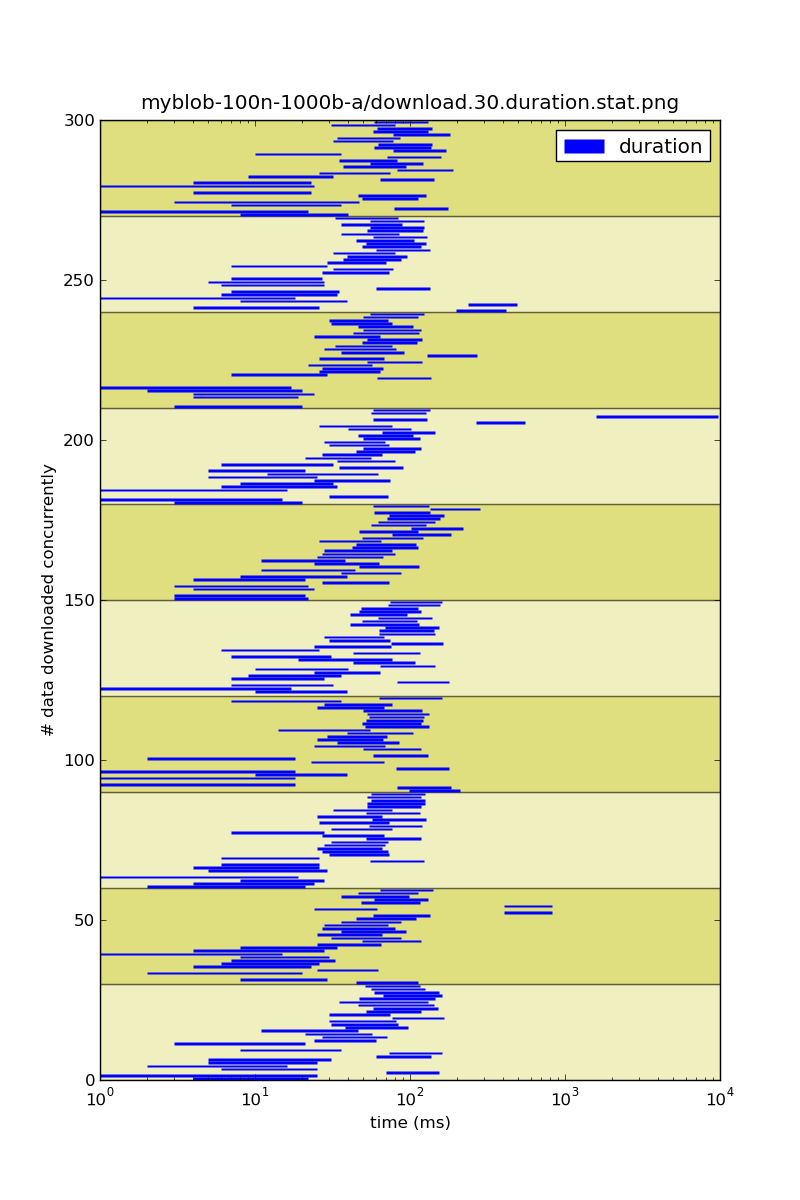 myblob-100n-1000b-a/download.30.duration.stat.png
duration
300
250
200
150
100
50
0
# data downloaded concurrently
10^0 10^1 10^2 10^3 10^4
time (ms)